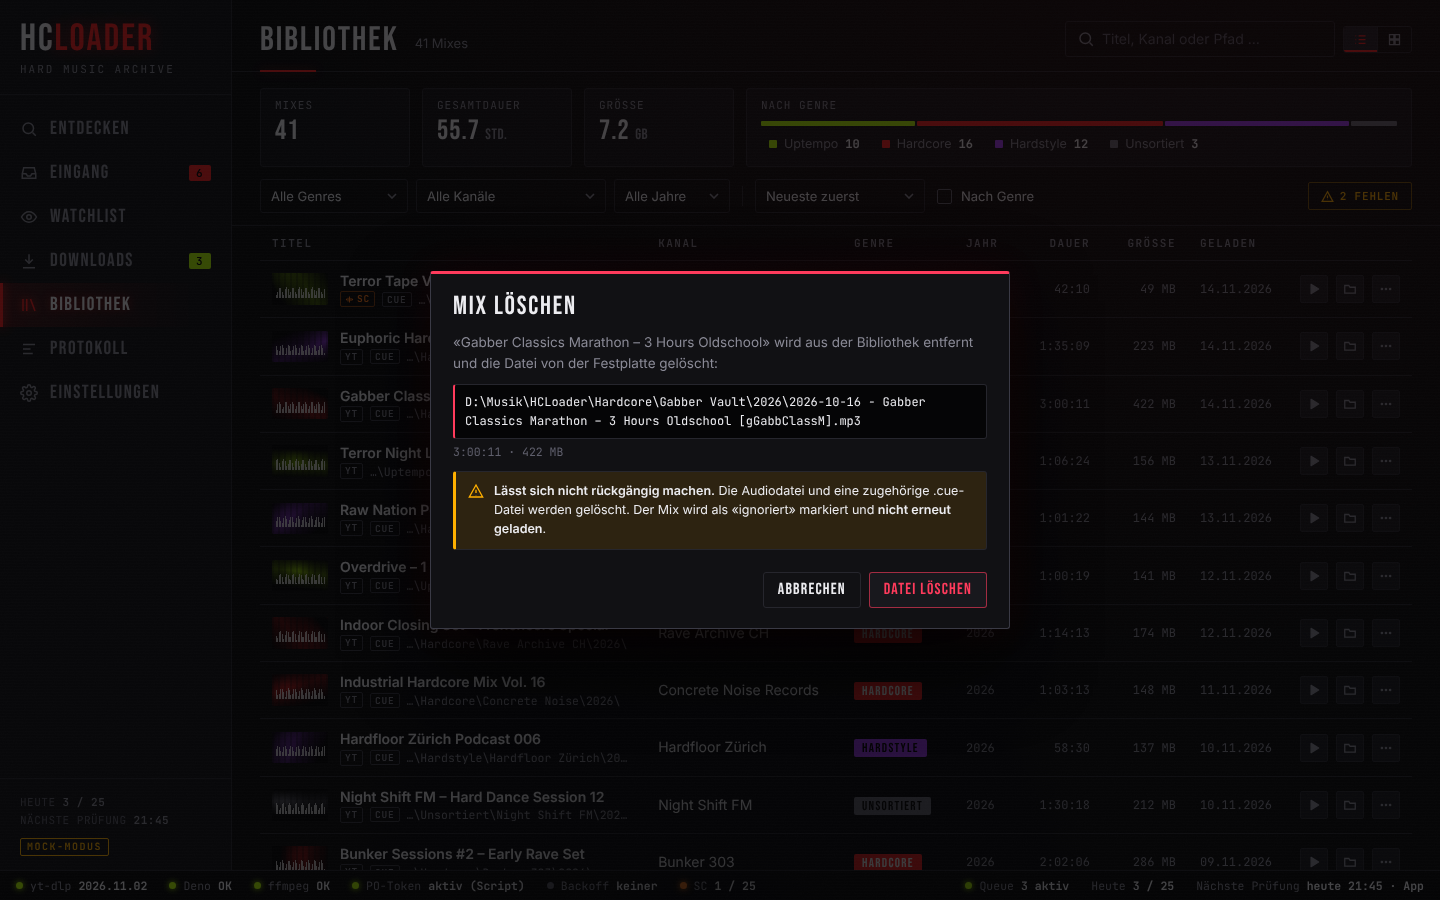 HCLOADER
HARD MUSIC ARCHIVE
ENTDECKEN
EINGANG 6
WATCHLIST
DOWNLOADS 3
BIBLIOTHEK
PROTOKOLL
EINSTELLUNGEN
HEUTE 3 / 25
NÄCHSTE PRÜFUNG 21:45
MOCK-MODUS
BIBLIOTHEK 41 Mixes
Titel, Kanal oder Pfad ...
MIXES
41
GESAMTDAUER
55.7 STD.
GRÖSSE
7.2 GB
NACH GENRE
Uptempo 10 Hardcore 16 Hardstyle 12 Unsortiert 3
Alle Genres Alle Kanäle Alle Jahre Neueste zuerst Nach Genre 2 FEHLEN
TITEL KANAL GENRE JAHR DAUER GRÖSSE GELADEN
Terror Tape V 42:10 49 MB 14.11.2026
+ SC CUE
Euphoric Har 1:35:09 223 MB 14.11.2026
YT CUE
Gabber Class 3:00:11 422 MB 14.11.2026
YT CUE
Terror Night L 1:06:24 156 MB 13.11.2026
YT …\Uptempo
Raw Nation P 1:01:22 144 MB 13.11.2026
YT CUE
Overdrive – 1 1:00:19 141 MB 12.11.2026
YT CUE
Indoor Closing Rave Archive CH HARDCORE 2026 1:14:13 174 MB 12.11.2026
YT CUE …\Hardcore\Rave Archive CH\2026\
Industrial Hardcore Mix Vol. 16 Concrete Noise Records HARDCORE 2026 1:03:13 148 MB 11.11.2026
YT CUE …\Hardcore\Concrete Noise\2026\
Hardfloor Zürich Podcast 006 Hardfloor Zürich HARDSTYLE 2026 58:30 137 MB 10.11.2026
YT CUE …\Hardstyle\Hardfloor Zürich\20…
Night Shift FM – Hard Dance Session 12 Night Shift FM UNSORTIERT 2026 1:30:18 212 MB 10.11.2026
YT CUE …\Unsortiert\Night Shift FM\202…
Bunker Sessions #2 – Early Rave Set Bunker 303 HARDCORE 2026 2:02:06 286 MB 09.11.2026
MIX LÖSCHEN
«Gabber Classics Marathon – 3 Hours Oldschool» wird aus der Bibliothek entfernt
und die Datei von der Festplatte gelöscht:
D:\Musik\HCLoader\Hardcore\Gabber Vault\2026\2026-10-16 - Gabber
Classics Marathon – 3 Hours Oldschool [gGabbClassM].mp3
3:00:11 · 422 MB
Lässt sich nicht rückgängig machen. Die Audiodatei und eine zugehörige .cue-
Datei werden gelöscht. Der Mix wird als «ignoriert» markiert und nicht erneut
geladen.
ABBRECHEN DATEI LÖSCHEN
yt-dlp 2026.11.02 Deno OK ffmpeg OK PO-Token aktiv (Script) Backoff keiner SC 1 / 25 Queue 3 aktiv Heute 3 / 25 Nächste Prüfung heute 21:45 · App